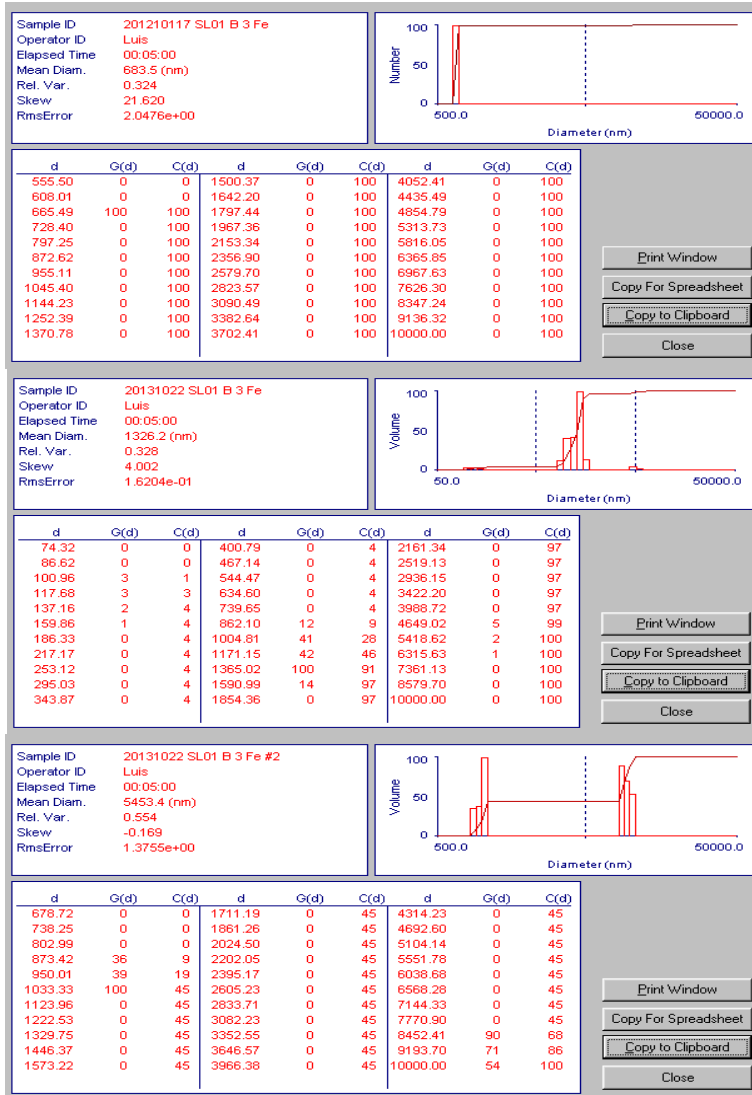 Sample ID 201210117 SL01 B 3 Fe
Operator ID Luis
Elapsed Time 00:05:00
Mean Diam. 683.5 (nm)
Rel. Var. 0.324
Skew 21.620
RmsError 2.0476e+00
Number
100
50
0
500.0 50000.0
Diameter (nm)
d G(d) C(d) d G(d) C(d) d G(d) C(d)
555.50 0 0 1500.37 0 100 4052.41 0 100
608.01 0 0 1642.20 0 100 4435.49 0 100
665.49 100 100 1797.44 0 100 4854.79 0 100
728.40 0 100 1967.36 0 100 5313.73 0 100
797.25 0 100 2153.34 0 100 5816.05 0 100
872.62 0 100 2356.90 0 100 6365.85 0 100
955.11 0 100 2579.70 0 100 6967.63 0 100
1045.40 0 100 2823.57 0 100 7626.30 0 100
1144.23 0 100 3090.49 0 100 8347.24 0 100
1252.39 0 100 3382.64 0 100 9136.32 0 100
1370.78 0 100 3702.41 0 100 10000.00 0 100
Print Window
Copy For Spreadsheet
Copy to Clipboard
Close
Sample ID 20131022 SL01 B 3 Fe
Operator ID Luis
Elapsed Time 00:05:00
Mean Diam. 1326.2 (nm)
Rel. Var. 0.328
Skew 4.002
RmsError 1.6204e-01
Volume
100
50
0
50.0 50000.0
Diameter (nm)
d G(d) C(d) d G(d) C(d) d G(d) C(d)
74.32 0 0 400.79 0 4 2161.34 0 97
86.62 0 0 467.14 0 4 2519.13 0 97
100.96 3 1 544.47 0 4 2936.15 0 97
117.68 3 3 634.60 0 4 3422.20 0 97
137.16 2 4 739.65 0 4 3988.72 0 97
159.86 1 4 862.10 12 9 4649.02 5 99
186.33 0 4 1004.81 41 28 5418.62 2 100
217.17 0 4 1171.15 42 46 6315.63 1 100
253.12 0 4 1365.02 100 91 7361.13 0 100
295.03 0 4 1590.99 14 97 8579.70 0 100
343.87 0 4 1854.36 0 97 10000.00 0 100
Print Window
Copy For Spreadsheet
Copy to Clipboard
Close
Sample ID 20131022 SL01 B 3 Fe #2
Operator ID Luis
Elapsed Time 00:05:00
Mean Diam. 5453.4 (nm)
Rel. Var. 0.554
Skew -0.169
RmsError 1.3755e+00
Volume
100
50
0
500.0 50000.0
Diameter (nm)
d G(d) C(d) d G(d) C(d) d G(d) C(d)
678.72 0 0 1711.19 0 45 4314.23 0 45
738.25 0 0 1861.26 0 45 4692.60 0 45
802.99 0 0 2024.50 0 45 5104.14 0 45
873.42 36 9 2202.05 0 45 5551.78 0 45
950.01 39 19 2395.17 0 45 6038.68 0 45
1033.33 100 45 2605.23 0 45 6568.28 0 45
1123.96 0 45 2833.71 0 45 7144.33 0 45
1222.53 0 45 3082.23 0 45 7770.90 0 45
1329.75 0 45 3352.55 0 45 8452.41 90 68
1446.37 0 45 3646.57 0 45 9193.70 71 86
1573.22 0 45 3966.38 0 45 10000.00 54 100
Print Window
Copy For Spreadsheet
Copy to Clipboard
Close